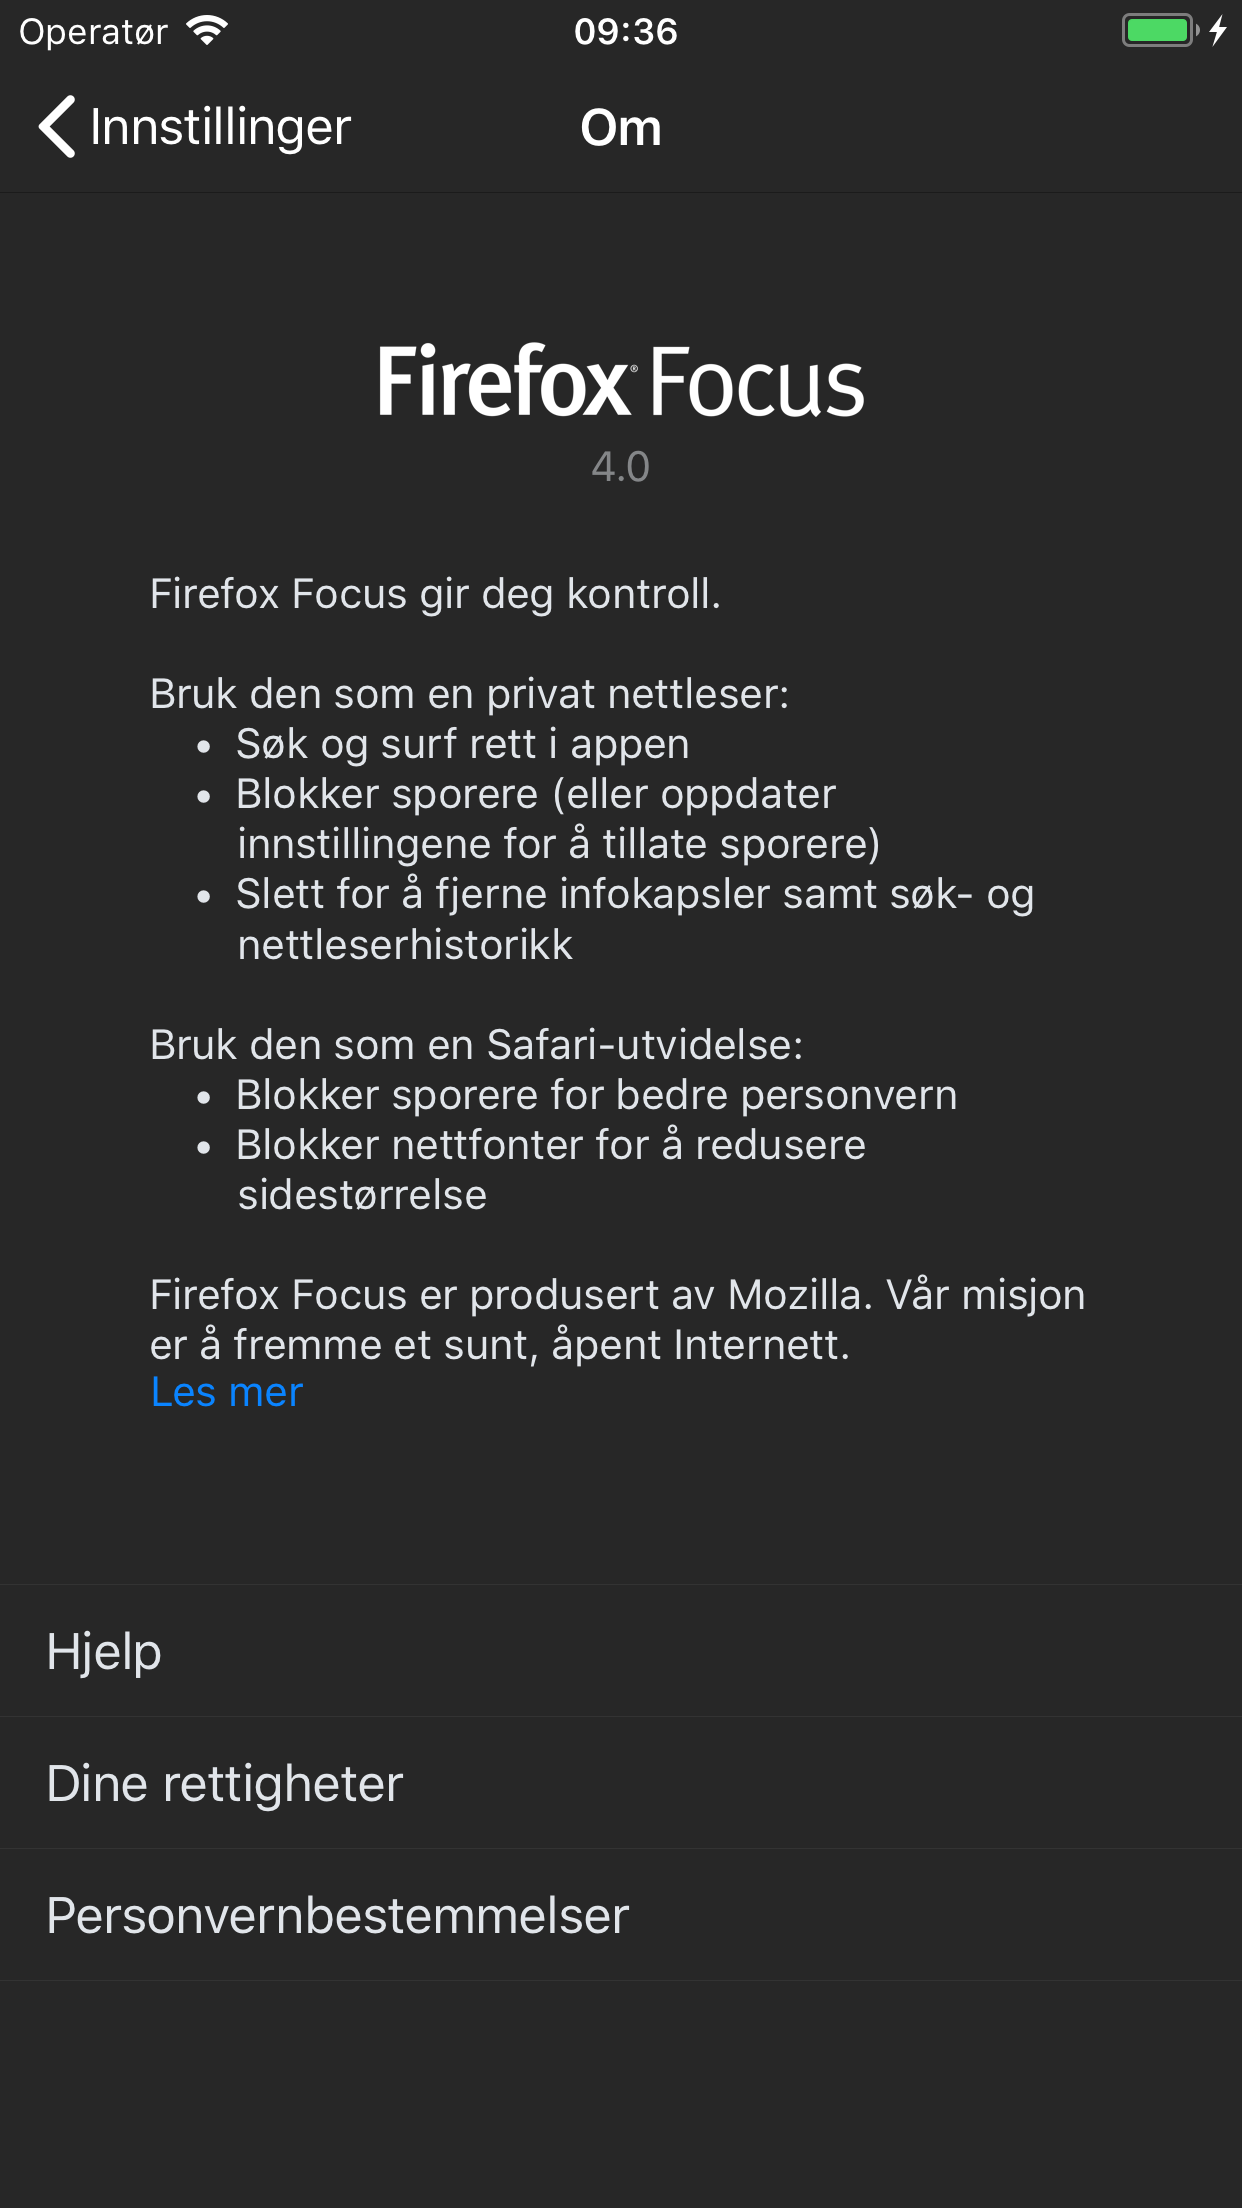 Operatør
09:36
Innstillinger
Om
Firefox® Focus
4.0
Firefox Focus gir deg kontroll.
Bruk den som en privat nettleser:
• Søk og surf rett i appen
• Blokker sporere (eller oppdater
innstillingene for å tillate sporere)
• Slett for å fjerne infokapsler samt søk- og
nettleserhistorikk
Bruk den som en Safari-utvidelse:
• Blokker sporere for bedre personvern
• Blokker nettfonter for å redusere
sidestørrelse
Firefox Focus er produsert av Mozilla. Vår misjon
er å fremme et sunt, åpent Internett.
Les mer
Hjelp
Dine rettigheter
Personvernbestemmelser